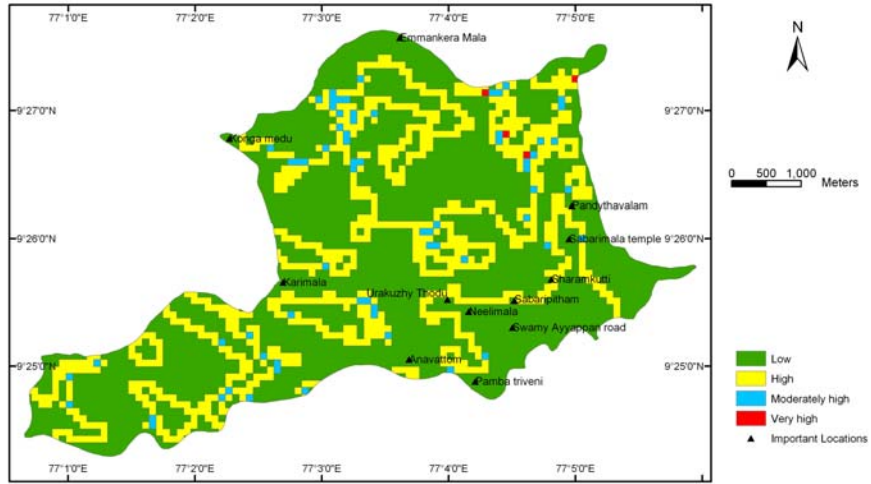 77°1'0"E 77°2'0"E 77°3'0"E 77°4'0"E 77°5'0"E
N
Emmankera Mala
9°27'0"N 9°27'0"N
Konga medu
0 500 1,000
Meters
Pandythavalam
9°26'0"N Sabarimala temple 9°26'0"N
Karimala Sharamkutti
Urakuzhy Thodu Sabaripitham
Neelimala
Swamy Ayyappan road
Low
9°25'0"N Anavattom 9°25'0"N
High
Pamba triveni
Moderately high
Very high
Important Locations
77°1'0"E 77°2'0"E 77°3'0"E 77°4'0"E 77°5'0"E